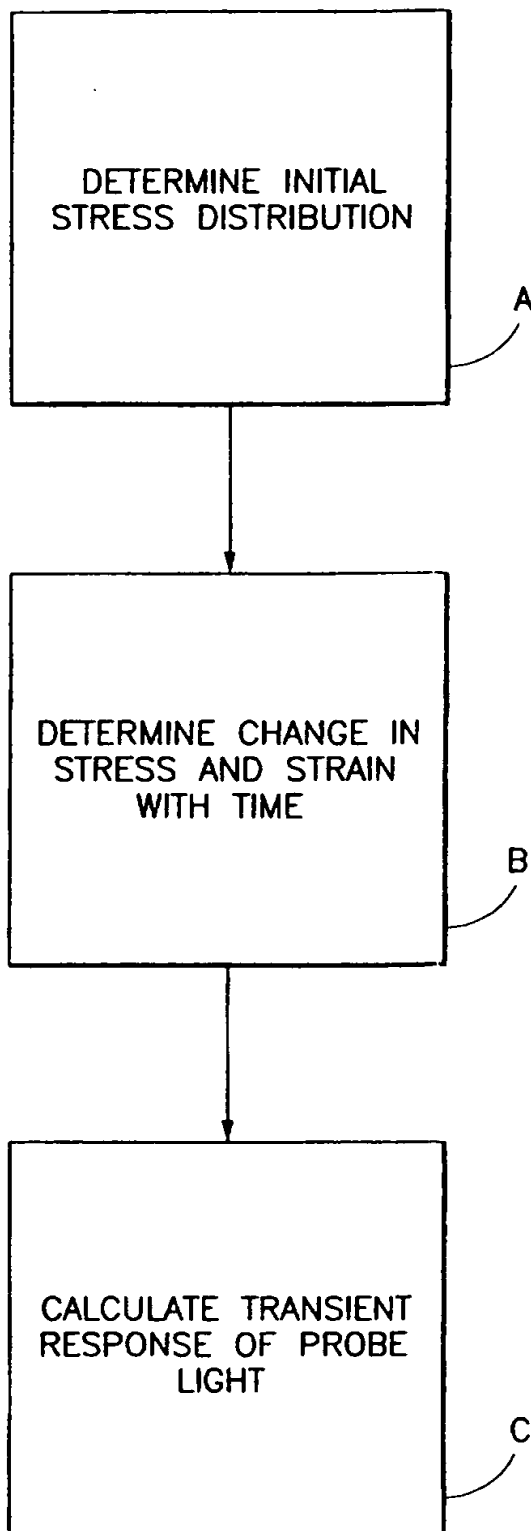 DETERMINE INITIAL
STRESS DISTRIBUTION
A
DETERMINE CHANGE IN
STRESS AND STRAIN
WITH TIME
B
CALCULATE TRANSIENT
RESPONSE OF PROBE
LIGHT
C